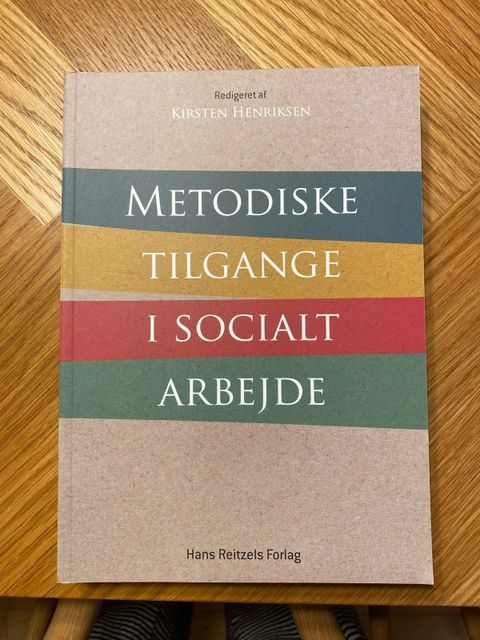 Redigeret af
Kirsten Henriksen
Metodiske
tilgange
i socialt
arbejde
Hans Reitzels Forlag